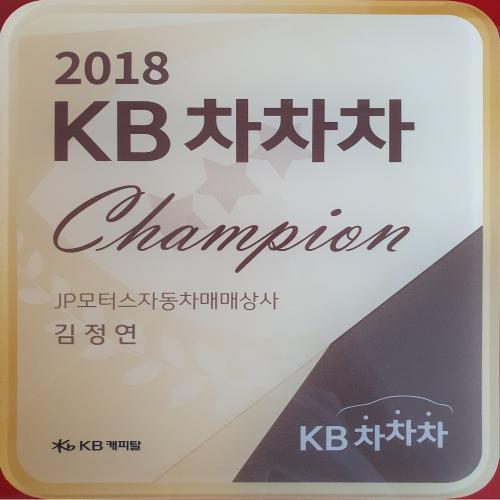 2018
KB 차차차
Champion
JP모터스자동차매매상사
김정연
KB 캐피탈
KB 차차차